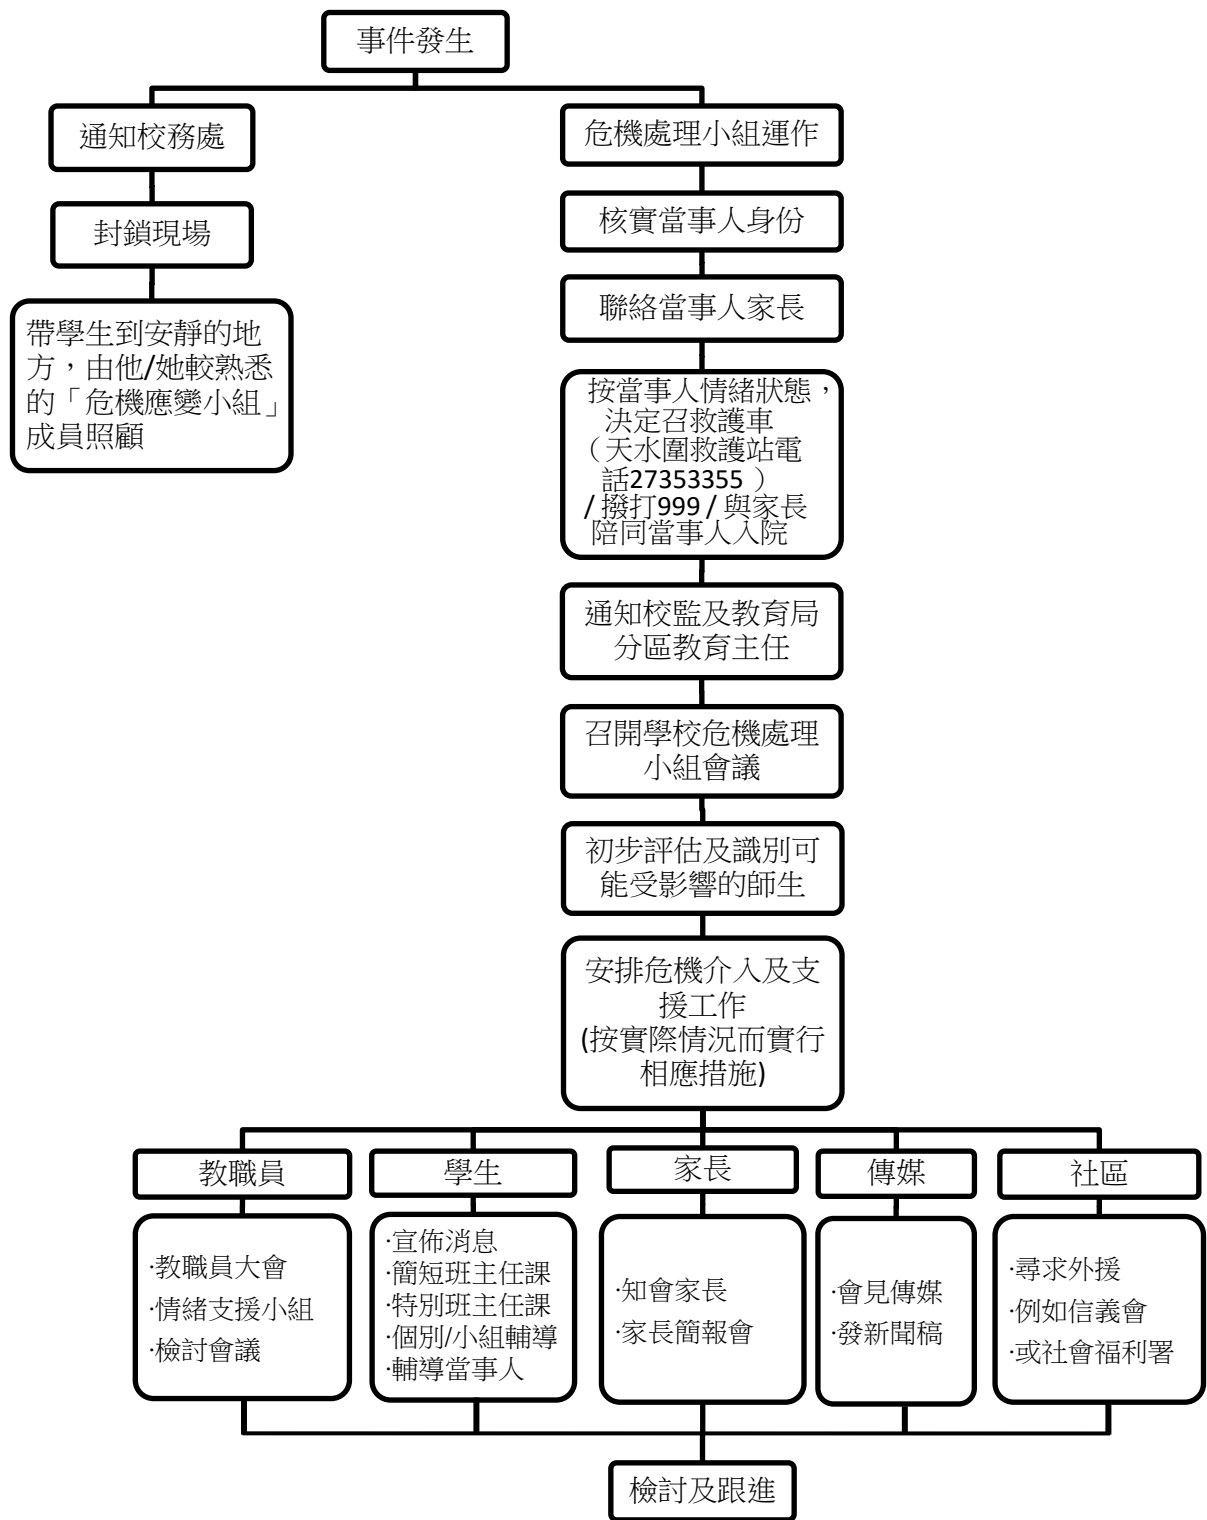 事件發生
通知校務處
封鎖現場
帶學生到安靜的地
方，由他/她較熟悉
的「危機應變小組」
成員照顧
危機處理小組運作
核實當事人身份
聯絡當事人家長
按當事人情緒狀態，
決定召救護車
（天水圍救護站電
話27353355 ）
/ 撥打999 / 與家長
陪同當事人入院
通知校監及教育局
分區教育主任
召開學校危機處理
小組會議
初步評估及識別可
能受影響的師生
安排危機介入及支
援工作
(按實際情況而實行
相應措施)
教職員
·教職員大會
·情緒支援小組
·檢討會議
學生
·宣佈消息
·簡短班主任課
·特別班主任課
·個別/小組輔導
·輔導當事人
家長
·知會家長
·家長簡報會
傳媒
·會見傳媒
·發新聞稿
社區
·尋求外援
·例如信義會
·或社會福利署
檢討及跟進